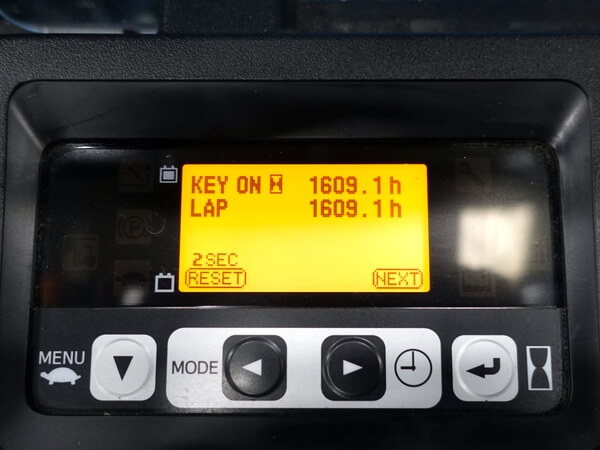 KEY ON 1609.1h
LAP 1609.1h
2SEC
RESET NEXT
MENU
MODE